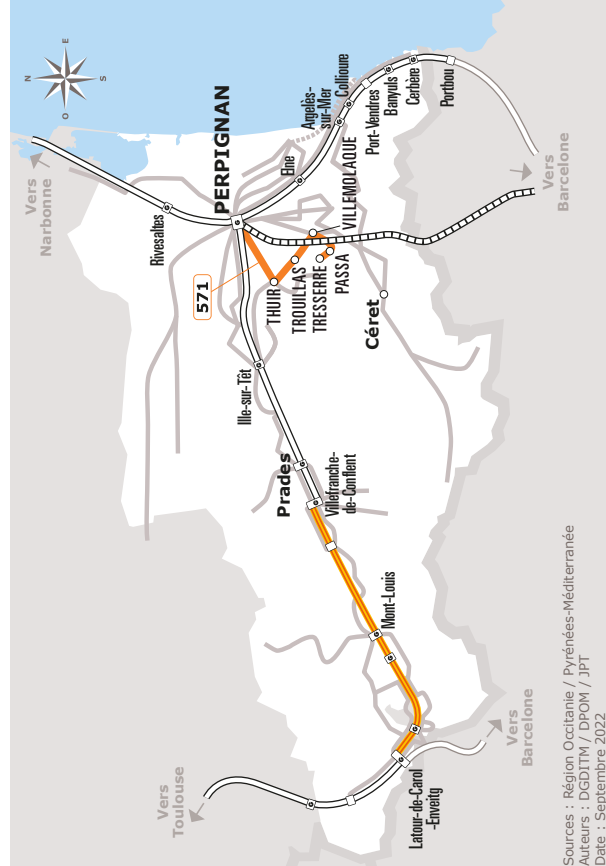 N
E
S
O
Vers
Narbonne
PERPIGNAN
Rivesaltes
Elne
Argelès-
sur-Mer
Collioure
Port-Vendres
Banyuls
Cerbère
Portbou
Vers
Barcelone
571
THUIR
TROUILLAS
TRESSERRE
PASSA
VILLEMOLAQUE
Céret
Ille-sur-Têt
Prades
Villefranche-
de-Conflent
Mont-Louis
Latour-de-Carol
-Enveitg
Vers
Toulouse
Vers
Barcelone
Sources : Région Occitanie / Pyrénées-Méditerranée
Auteurs : DGDITM / DPOM / JPT
Date : Septembre 2022